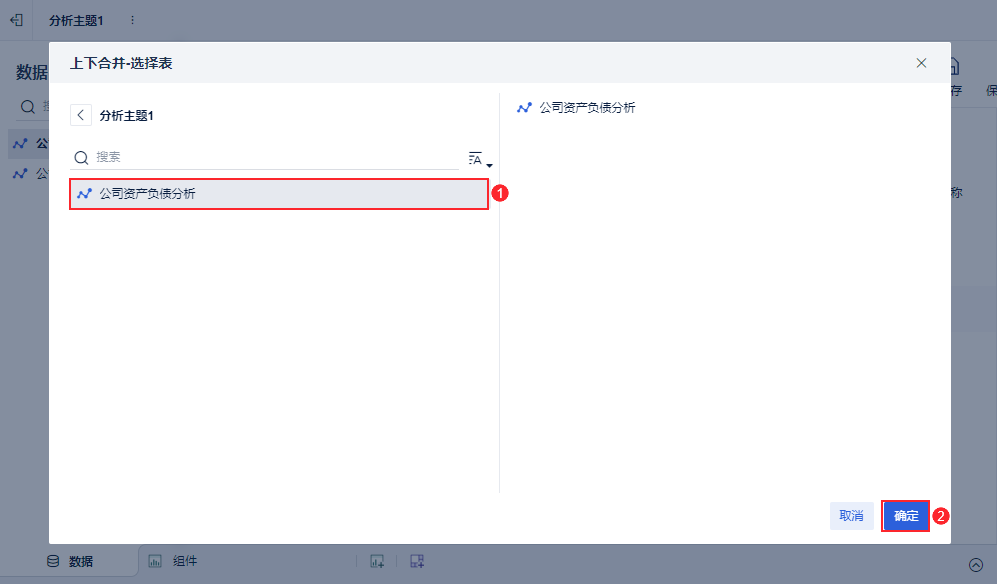 分析主题1
上下合并-选择表
数据
存
保
分析主题1
公司资产负债分析
搜索
公
公司资产负债分析
1
公
称
取消
确定
2
数据
组件